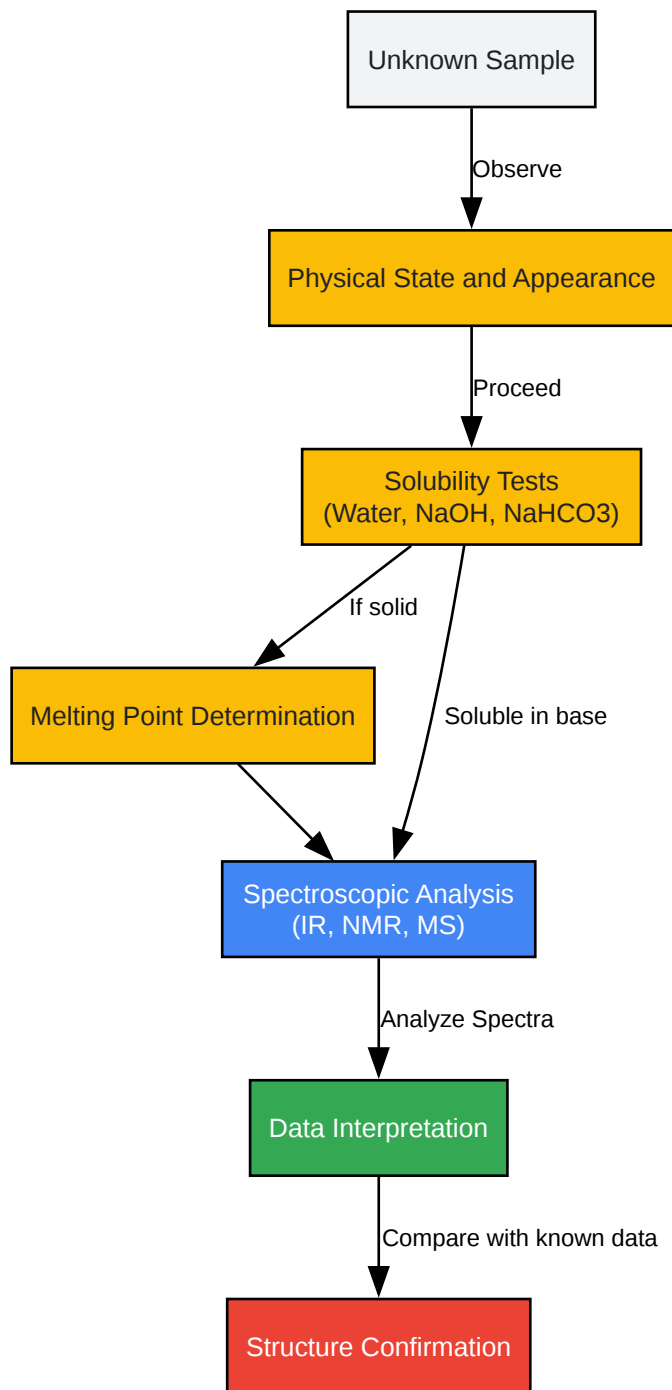 Unknown Sample
Observe
Physical State and Appearance
Proceed
Solubility Tests
(Water, NaOH, NaHCO3)
If solid
Melting Point Determination
Soluble in base
Spectroscopic Analysis
(IR, NMR, MS)
Analyze Spectra
Data Interpretation
Compare with known data
Structure Confirmation